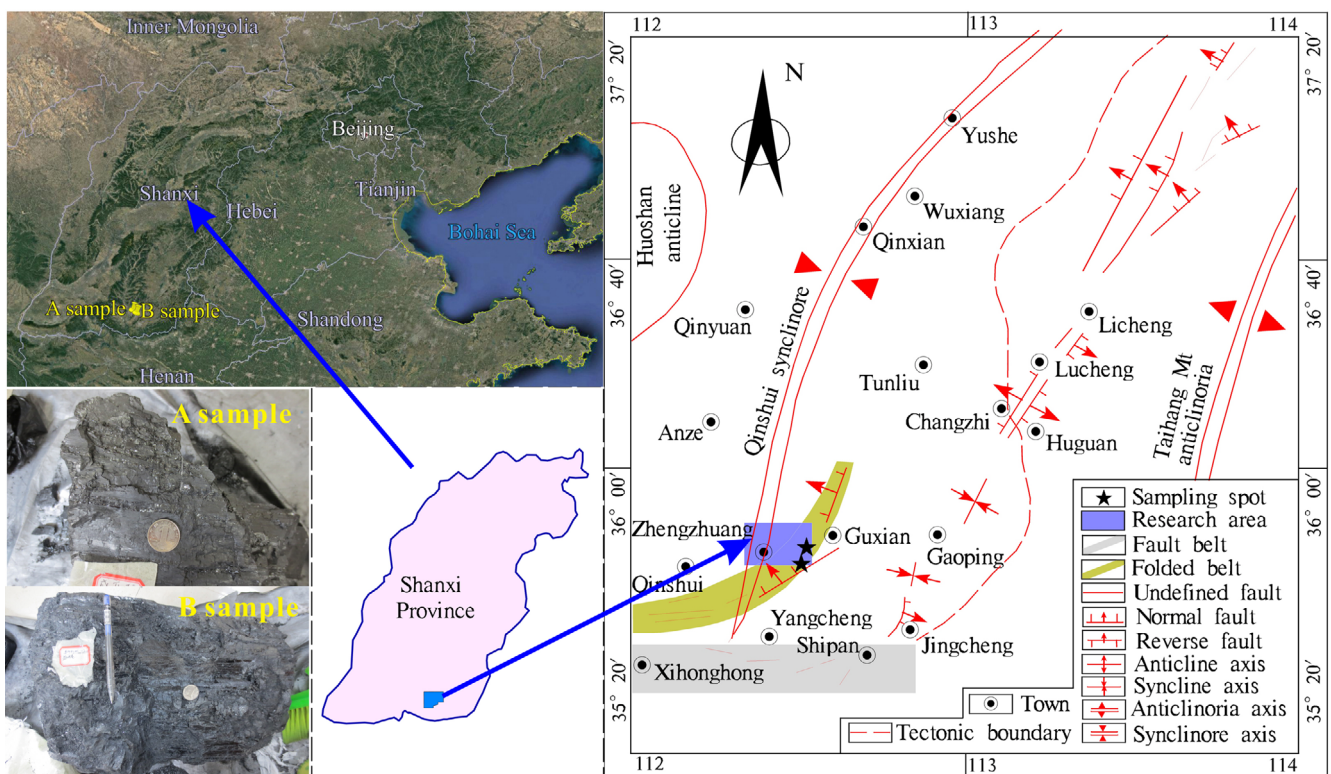 Inner Mongolia
Beijing
Shanxi
Tianjin
Hebei
Bohai Sea
A sample
B sample
Shandong
Henan
A sample
B sample
Shanxi
Province
112
113
114
37° 20′
36° 40′
36° 00′
35° 20′
37° 20′
36° 40′
36° 00′
35° 20′
112
113
114
N
Huoshan
anticline
Yushe
Wuxiang
Qinxian
Qinyuan
Qinshui synclinore
Licheng
Lucheng
Tunliu
Changzhi
Huguan
Anze
Taihang Mt
anticlinoria
Zhengzhuang
Guxian
Gaoping
Qinshui
Yangcheng
Shipan
Jingcheng
Xihonghong
Sampling spot
Research area
Fault belt
Folded belt
Undefined fault
Normal fault
Reverse fault
Anticline axis
Syncline axis
Anticlinoria axis
Synclinore axis
Town
Tectonic boundary